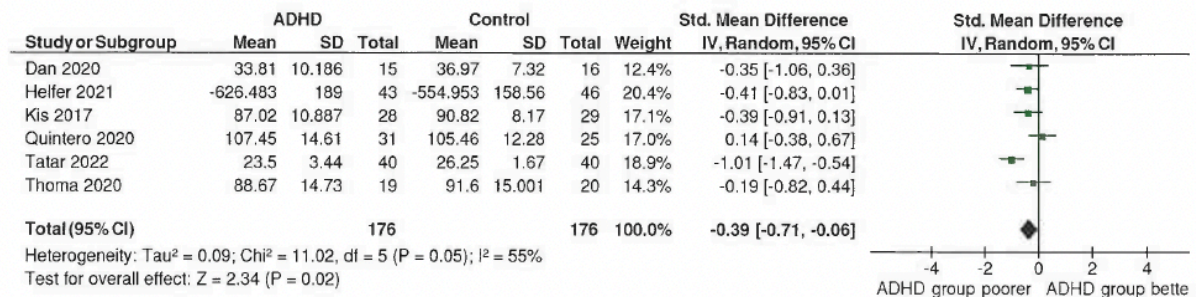 ADHD Control Std. Mean Difference Std. Mean Difference
Study or Subgroup Mean SD Total Mean SD Total Weight IV, Random, 95% CI IV, Random, 95% CI
Dan 2020 33.81 10.186 15 36.97 7.32 16 12.4% -0.35 [-1.06, 0.36]
Helfer 2021 -626.483 189 43 -554.953 158.56 46 20.4% -0.41 [-0.83, 0.01]
Kis 2017 87.02 10.887 28 90.82 8.17 29 17.1% -0.39 [-0.91, 0.13]
Quintero 2020 107.45 14.61 31 105.46 12.28 25 17.0% 0.14 [-0.38, 0.67]
Tatar 2022 23.5 3.44 40 26.25 1.67 40 18.9% -1.01 [-1.47, -0.54]
Thoma 2020 88.67 14.73 19 91.6 15.001 20 14.3% -0.19 [-0.82, 0.44]
Total (95% CI) 176 176 100.0% -0.39 [-0.71, -0.06]
Heterogeneity: Tau² = 0.09; Chi² = 11.02, df = 5 (P = 0.05); I² = 55%
Test for overall effect: Z = 2.34 (P = 0.02)
-4 -2 0 2 4
ADHD group poorer ADHD group bette